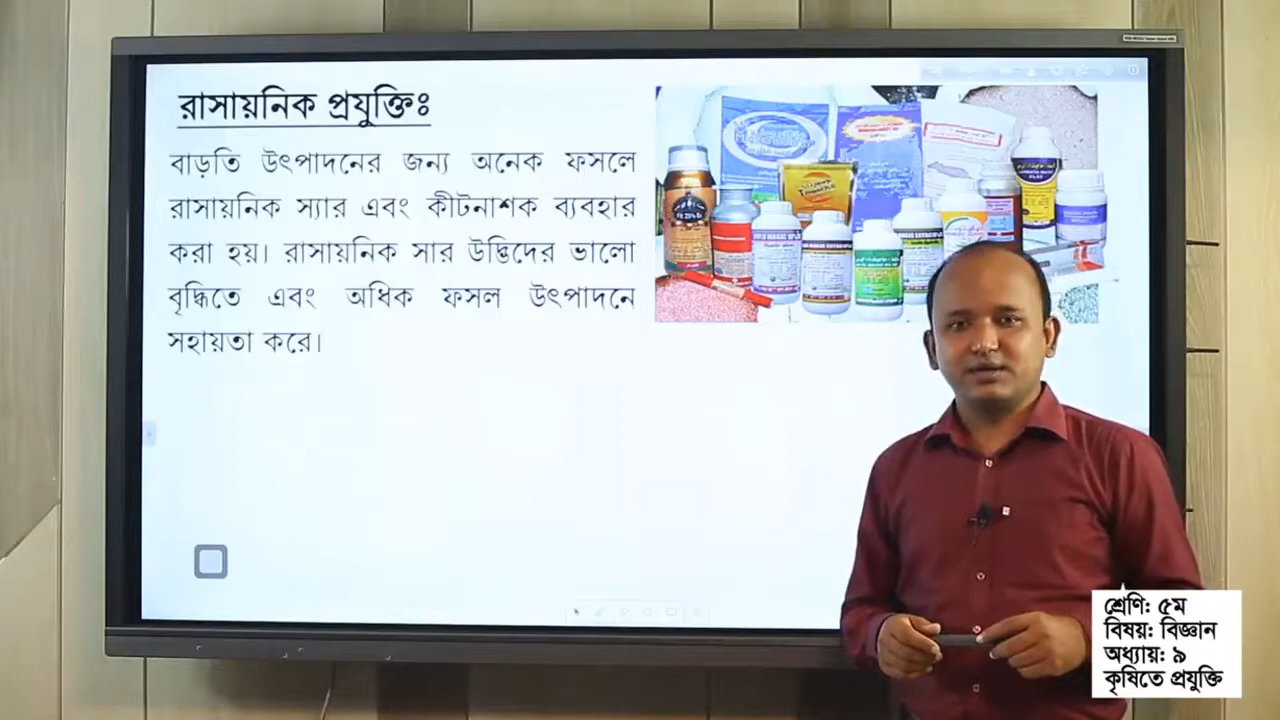 রাসায়নিক প্রযুক্তিঃ
বাড়তি উৎপাদনের জন্য অনেক ফসলে
রাসায়নিক স্যার এবং কীটনাশক ব্যবহার
করা হয়। রাসায়নিক সার উদ্ভিদের ভালো
বৃদ্ধিতে এবং অধিক ফসল উৎপাদনে
সহায়তা করে।
শ্রেণি: ৫ম
বিষয়: বিজ্ঞান
অধ্যায়: ৯
কৃষিতে প্রযুক্তি